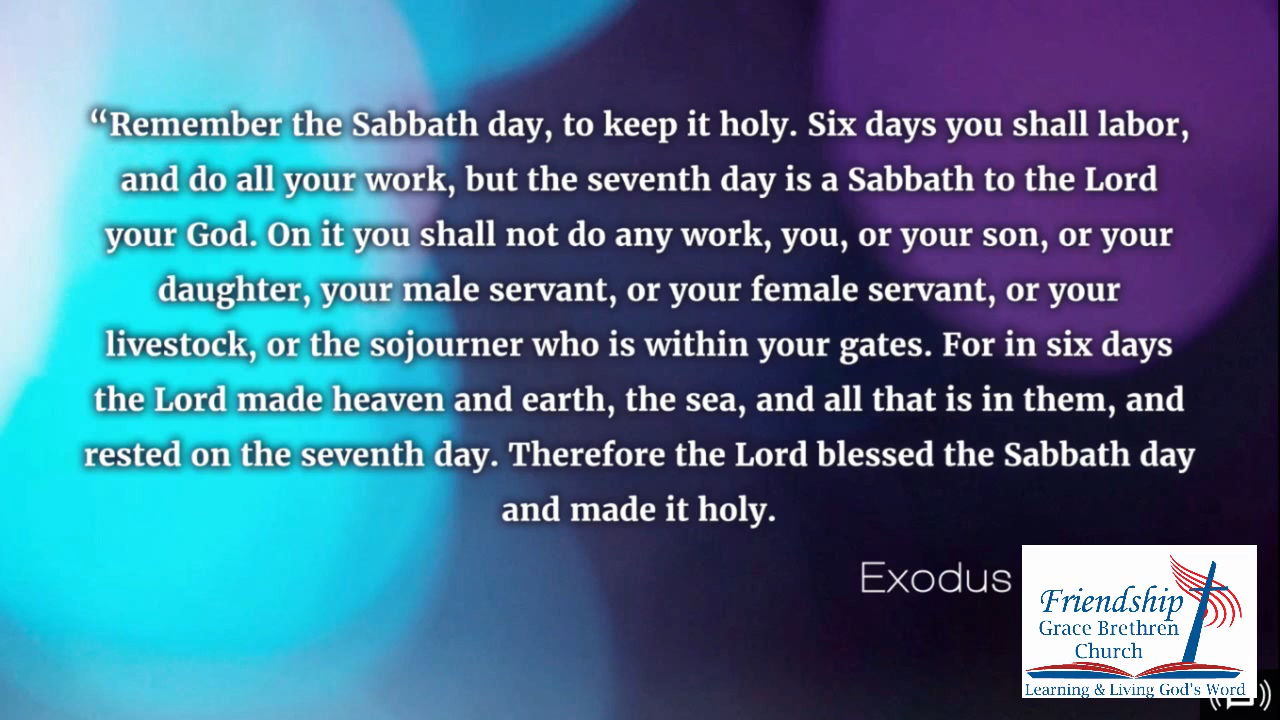 “Remember the Sabbath day, to keep it holy. Six days you shall labor,
and do all your work, but the seventh day is a Sabbath to the Lord
your God. On it you shall not do any work, you, or your son, or your
daughter, your male servant, or your female servant, or your
livestock, or the sojourner who is within your gates. For in six days
the Lord made heaven and earth, the sea, and all that is in them, and
rested on the seventh day. Therefore the Lord blessed the Sabbath day
and made it holy.
Exodus
Friendship
Grace Brethren
Church
Learning & Living God's Word